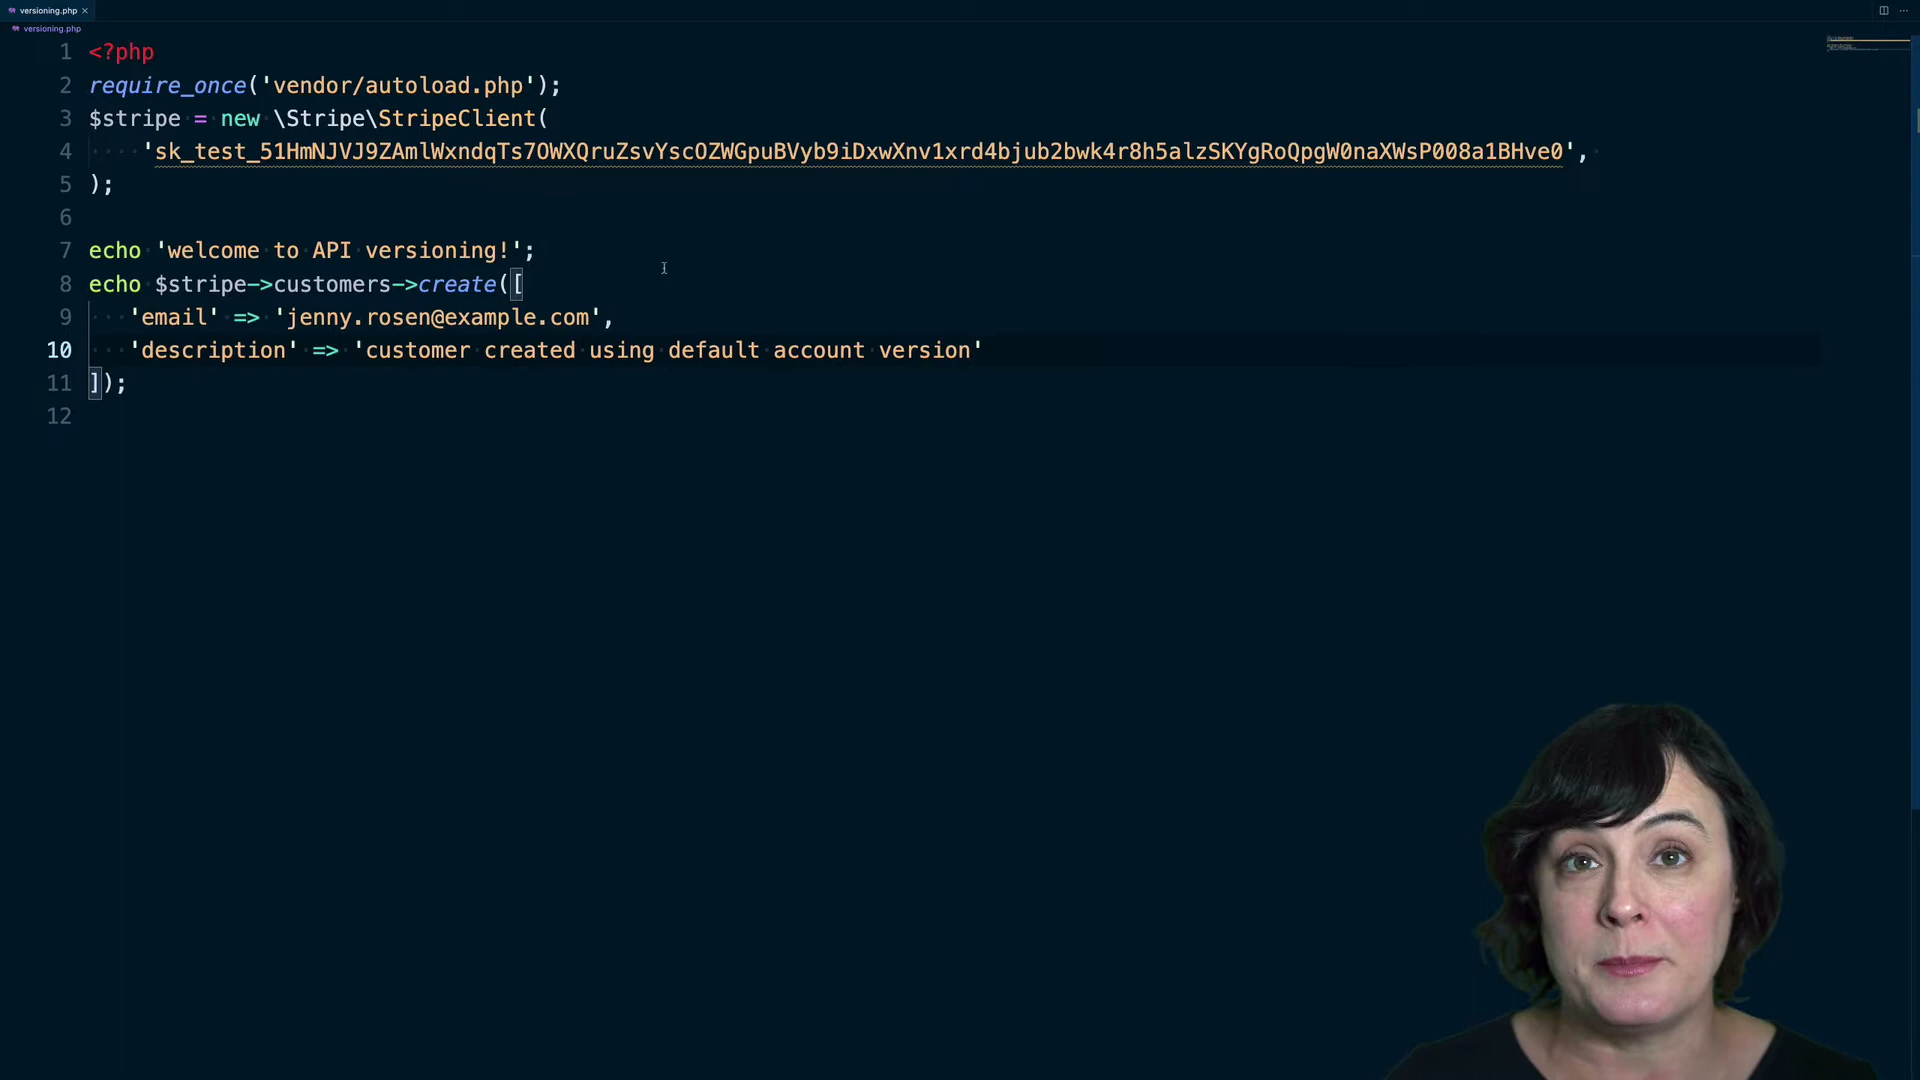 versioning.php
versioning.php
1 <?php
2 require_once('vendor/autoload.php');
3 $stripe = new \Stripe\StripeClient(
4 'sk_test_51HmNJVJ9ZAmlWxndqTs7OWXQruZsvYscOZWGpuBVyb9iDxwXnv1xrd4bjub2bwk4r8h5alzSKYgRoQpgW0naXWsP008a1BHve0',
5 );
6
7 echo 'welcome to API versioning!';
8 echo $stripe->customers->create([
9 'email' => 'jenny.rosen@example.com',
10 'description' => 'customer created using default account version'
11 ]);
12